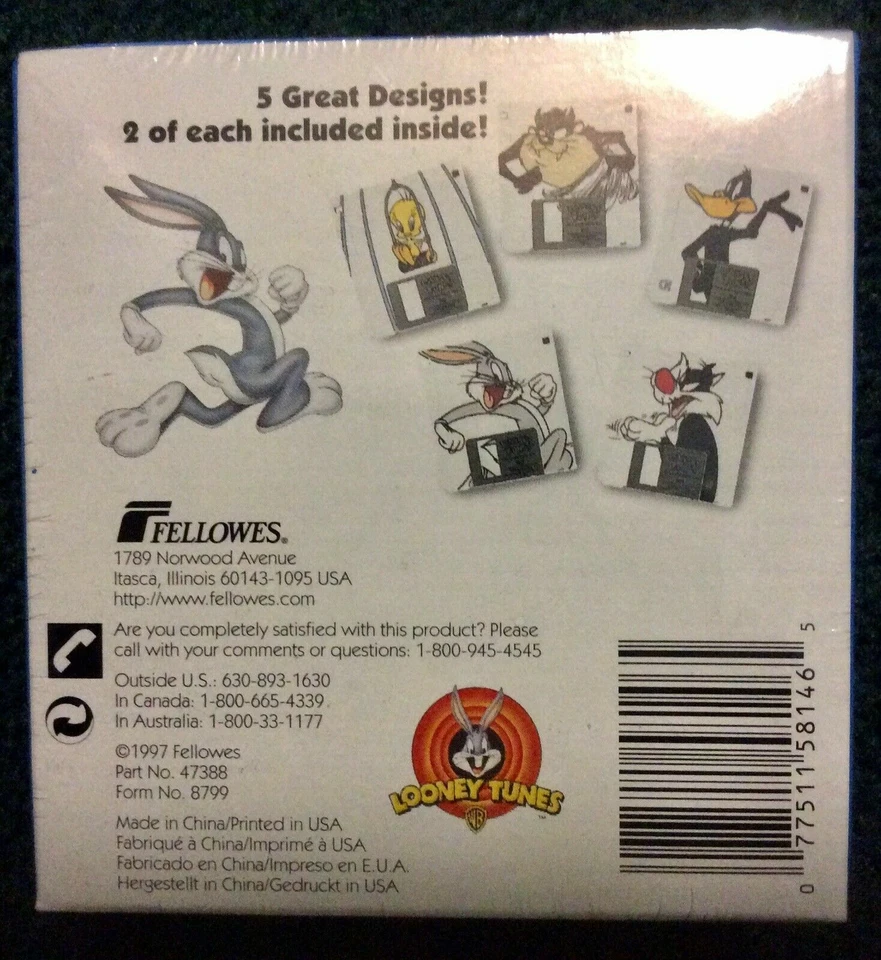 5 Great Designs!
2 of each included inside!
FELLOWES®
1789 Norwood Avenue
Itasca, Illinois 60143-1095 USA
http://www.fellowes.com
Are you completely satisfied with this product? Please
call with your comments or questions: 1-800-945-4545
Outside U.S.: 630-893-1630
In Canada: 1-800-665-4339
In Australia: 1-800-33-1177
©1997 Fellowes
Part No. 47388
Form No. 8799
Made in China/Printed in USA
Fabriqué à China/Imprimé à USA
Fabricado en China/Impreso en E.U.A.
Hergestellt in China/Gedruckt in USA
LOONEY TUNES™
WB
0 77511 58146 5